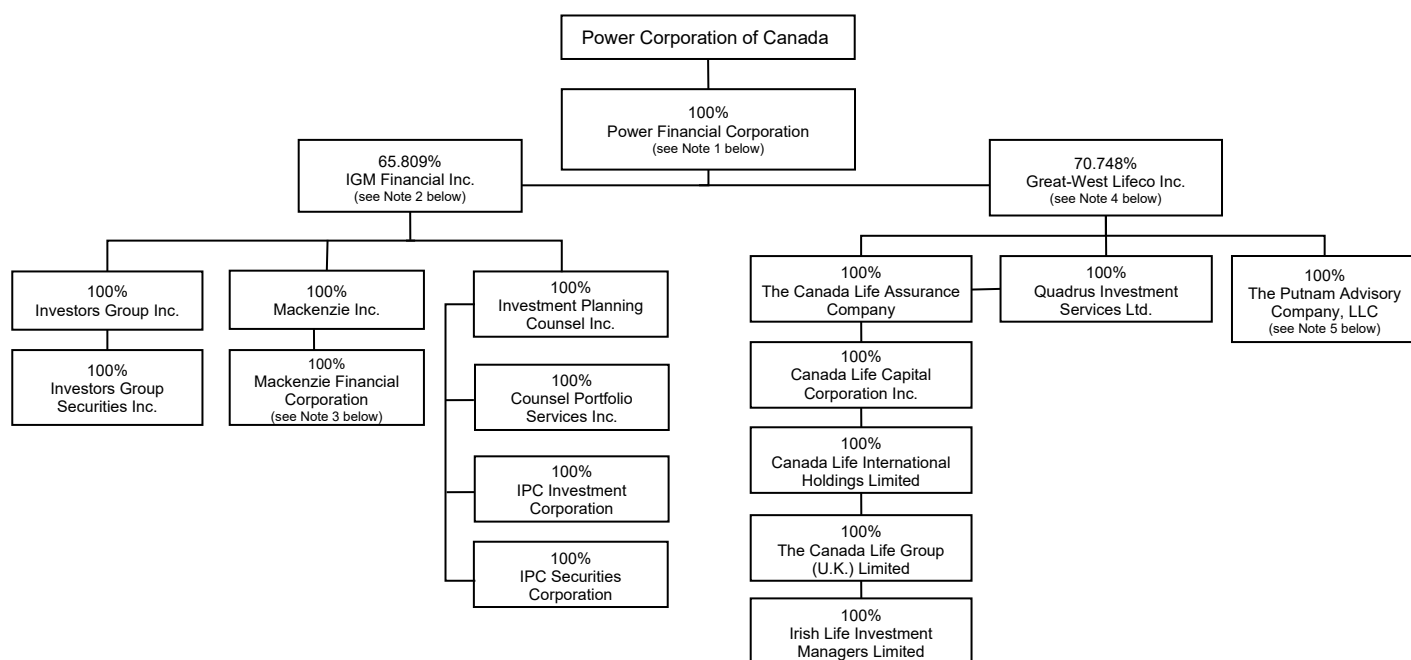 Power Corporation of Canada
100%
Power Financial Corporation
(see Note 1 below)
65.809%
IGM Financial Inc.
(see Note 2 below)
70.748%
Great-West Lifeco Inc.
(see Note 4 below)
100%
Investors Group Inc.
100%
Investors Group
Securities Inc.
100%
Mackenzie Inc.
100%
Mackenzie Financial
Corporation
(see Note 3 below)
100%
Investment Planning
Counsel Inc.
100%
Counsel Portfolio
Services Inc.
100%
IPC Investment
Corporation
100%
IPC Securities
Corporation
100%
The Canada Life Assurance
Company
100%
Canada Life Capital
Corporation Inc.
100%
Canada Life International
Holdings Limited
100%
The Canada Life Group
(U.K.) Limited
100%
Irish Life Investment
Managers Limited
100%
Quadrus Investment
Services Ltd.
100%
The Putnam Advisory
Company, LLC
(see Note 5 below)